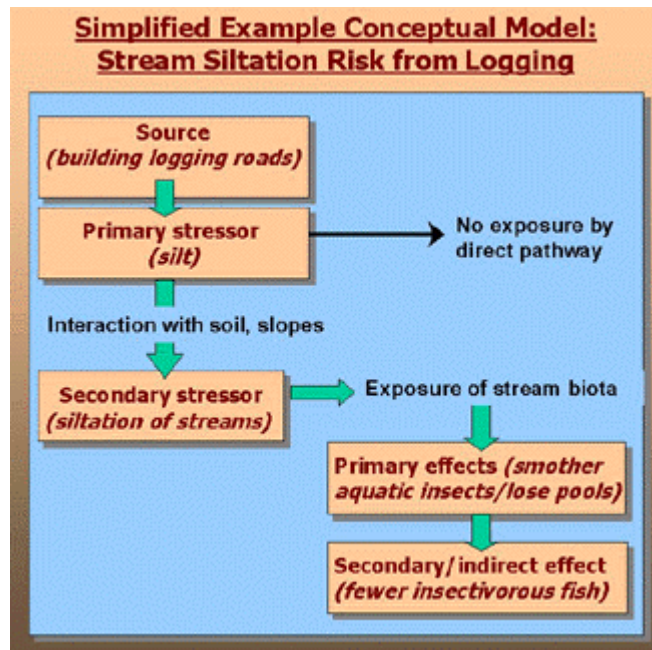 Simplified Example Conceptual Model:
Stream Siltation Risk from Logging
Source
(building logging roads)
Primary stressor
(silt)
No exposure by
direct pathway
Interaction with soil, slopes
Secondary stressor
(siltation of streams)
Exposure of stream biota
Primary effects (smother
aquatic insects/lose pools)
Secondary/indirect effect
(fewer insectivorous fish)